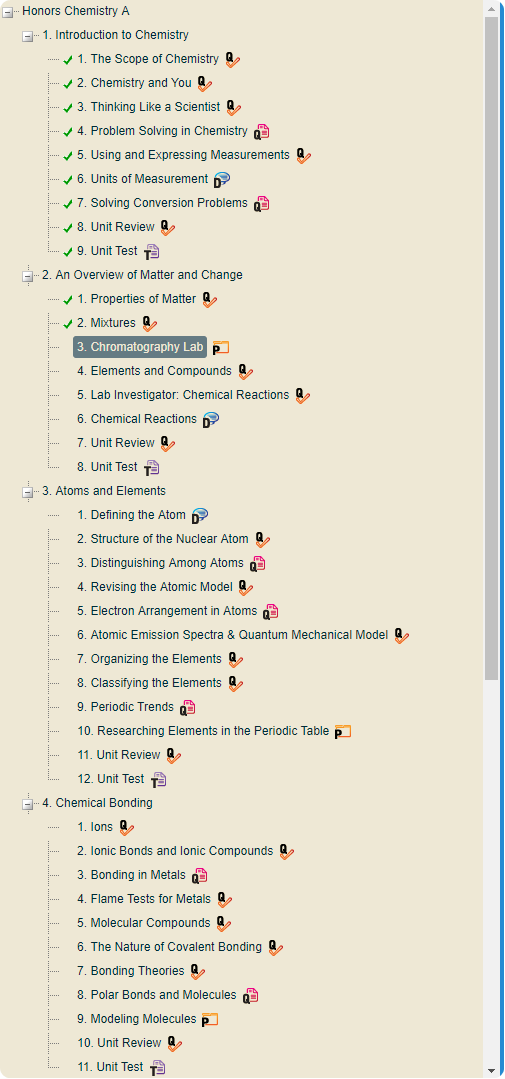 Honors Chemistry A
1. Introduction to Chemistry
1. The Scope of Chemistry Q
2. Chemistry and You Q
3. Thinking Like a Scientist Q
4. Problem Solving in Chemistry Q
5. Using and Expressing Measurements Q
6. Units of Measurement D
7. Solving Conversion Problems Q
8. Unit Review Q
9. Unit Test T
2. An Overview of Matter and Change
1. Properties of Matter Q
2. Mixtures Q
3. Chromatography Lab P
4. Elements and Compounds Q
5. Lab Investigator: Chemical Reactions Q
6. Chemical Reactions D
7. Unit Review Q
8. Unit Test T
3. Atoms and Elements
1. Defining the Atom D
2. Structure of the Nuclear Atom Q
3. Distinguishing Among Atoms Q
4. Revising the Atomic Model Q
5. Electron Arrangement in Atoms Q
6. Atomic Emission Spectra & Quantum Mechanical Model Q
7. Organizing the Elements Q
8. Classifying the Elements Q
9. Periodic Trends Q
10. Researching Elements in the Periodic Table P
11. Unit Review Q
12. Unit Test T
4. Chemical Bonding
1. Ions Q
2. Ionic Bonds and Ionic Compounds Q
3. Bonding in Metals Q
4. Flame Tests for Metals Q
5. Molecular Compounds Q
6. The Nature of Covalent Bonding Q
7. Bonding Theories Q
8. Polar Bonds and Molecules Q
9. Modeling Molecules P
10. Unit Review Q
11. Unit Test T